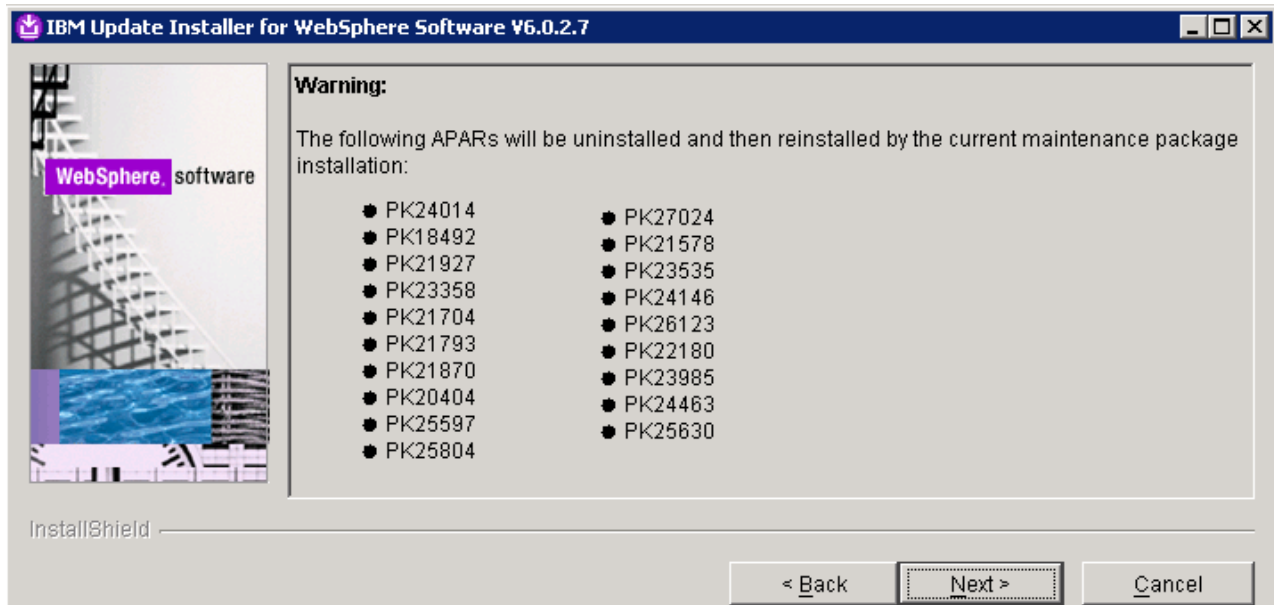 IBM Update Installer for WebSphere Software V6.0.2.7
WebSphere. software
Warning:
The following APARs will be uninstalled and then reinstalled by the current maintenance package
installation:
PK24014
PK18492
PK21927
PK23358
PK21704
PK21793
PK21870
PK20404
PK25597
PK25804
PK27024
PK21578
PK23535
PK24146
PK26123
PK22180
PK23985
PK24463
PK25630
InstallShield
< Back
Next >
Cancel